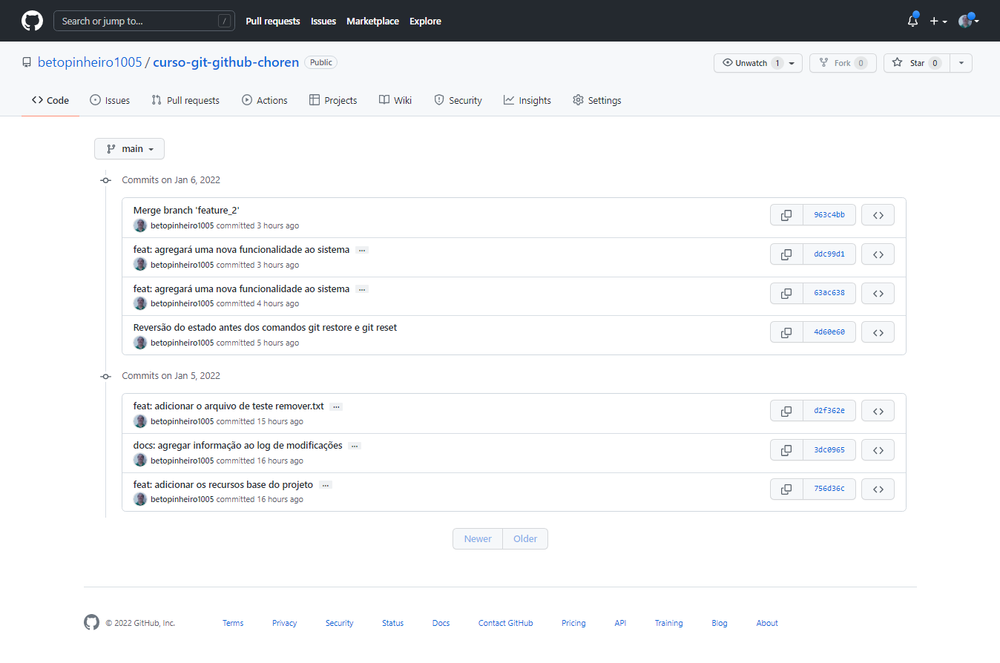 Search or jump to... / Pull requests Issues Marketplace Explore
betopinheiro1005 / curso-git-github-choren Public Unwatch 1 Fork 0 Star 0
Code Issues Pull requests Actions Projects Wiki Security Insights Settings
main
Commits on Jan 6, 2022
Merge branch 'feature_2'
betopinheiro1005 committed 3 hours ago
963c4bb
feat: agregará uma nova funcionalidade ao sistema ...
betopinheiro1005 committed 3 hours ago
ddc99d1
feat: agregará uma nova funcionalidade ao sistema ...
betopinheiro1005 committed 4 hours ago
63ac638
Reversão do estado antes dos comandos git restore e git reset
betopinheiro1005 committed 5 hours ago
4d60e60
Commits on Jan 5, 2022
feat: adicionar o arquivo de teste remover.txt ...
betopinheiro1005 committed 15 hours ago
d2f362e
docs: agregar informação ao log de modificações ...
betopinheiro1005 committed 16 hours ago
3dc0965
feat: adicionar os recursos base do projeto ...
betopinheiro1005 committed 16 hours ago
756d36c
Newer Older
© 2022 GitHub, Inc. Terms Privacy Security Status Docs Contact GitHub Pricing API Training Blog About